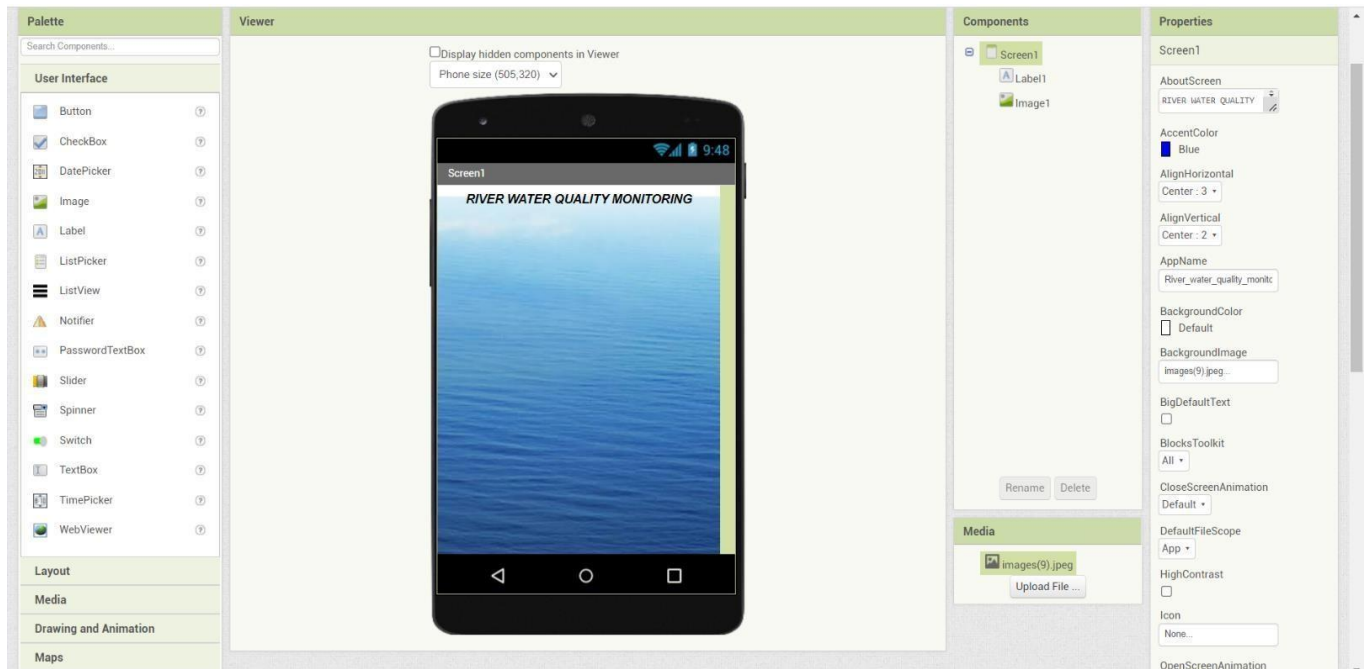 Palette
Search Components...
User Interface
Button
CheckBox
DatePicker
Image
Label
ListPicker
ListView
Notifier
PasswordTextBox
Slider
Spinner
Switch
TextBox
TimePicker
WebViewer
Layout
Media
Drawing and Animation
Maps
Viewer
Display hidden components in Viewer
Phone size (505,320)
9:48
Screen1
RIVER WATER QUALITY MONITORING
Components
Screen1
Label1
Image1
Rename Delete
Media
images(9).jpeg
Upload File ...
Properties
Screen1
AboutScreen
RIVER WATER QUALITY
AccentColor
Blue
AlignHorizontal
Center : 3
AlignVertical
Center : 2
AppName
River_water_quality_monitc
BackgroundColor
Default
BackgroundImage
images(9).jpeg...
BigDefaultText
BlocksToolkit
All
CloseScreenAnimation
Default
DefaultFileScope
App
HighContrast
Icon
None...
OpenScreenAnimation